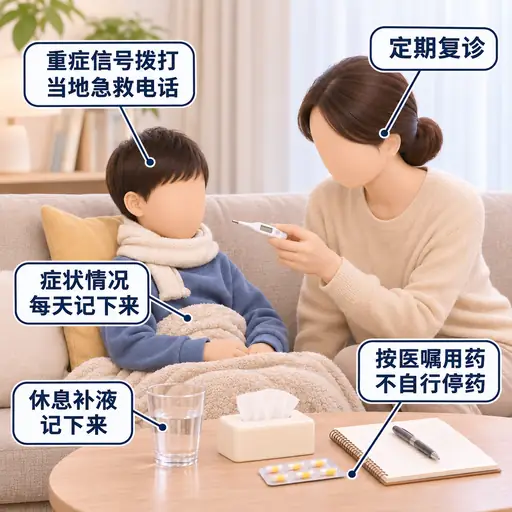 重症信号拨打
当地急救电话
定期复诊
症状情况
每天记下来
按医嘱用药
不自行停药
休息补液
记下来